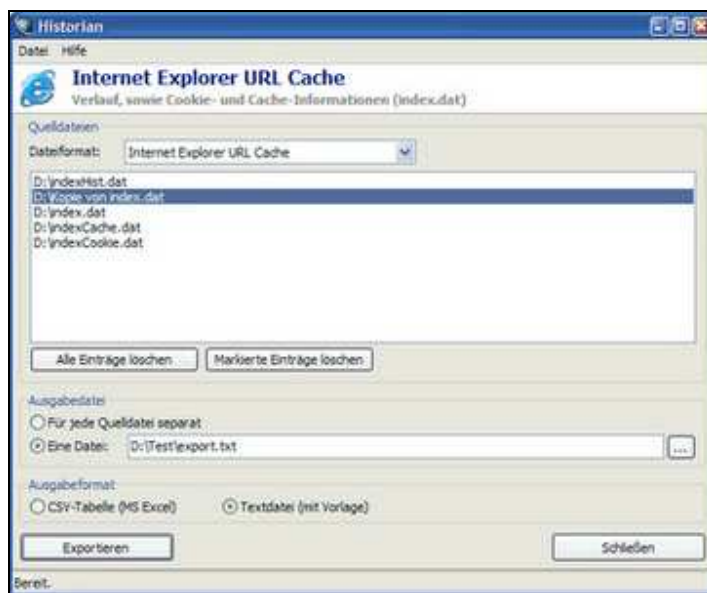 Historian
Datei Hilfe
Internet Explorer URL Cache
Verlauf, sowie Cookie- und Cache-Informationen (index.dat)
Quelldateien
Dateiformat: Internet Explorer URL Cache
D:\indexHist.dat
D:\Kopie von index.dat
D:\index.dat
D:\indexCache.dat
D:\indexCookie.dat
Alle Einträge löschen Markierte Einträge löschen
Ausgabedatei
Für jede Quelldatei separat
Eine Datei: D:\Test\export.txt ...
Ausgabeformat
CSV-Tabelle (MS Excel) Textdatei (mit Vorlage)
Exportieren Schließen
Bereit.